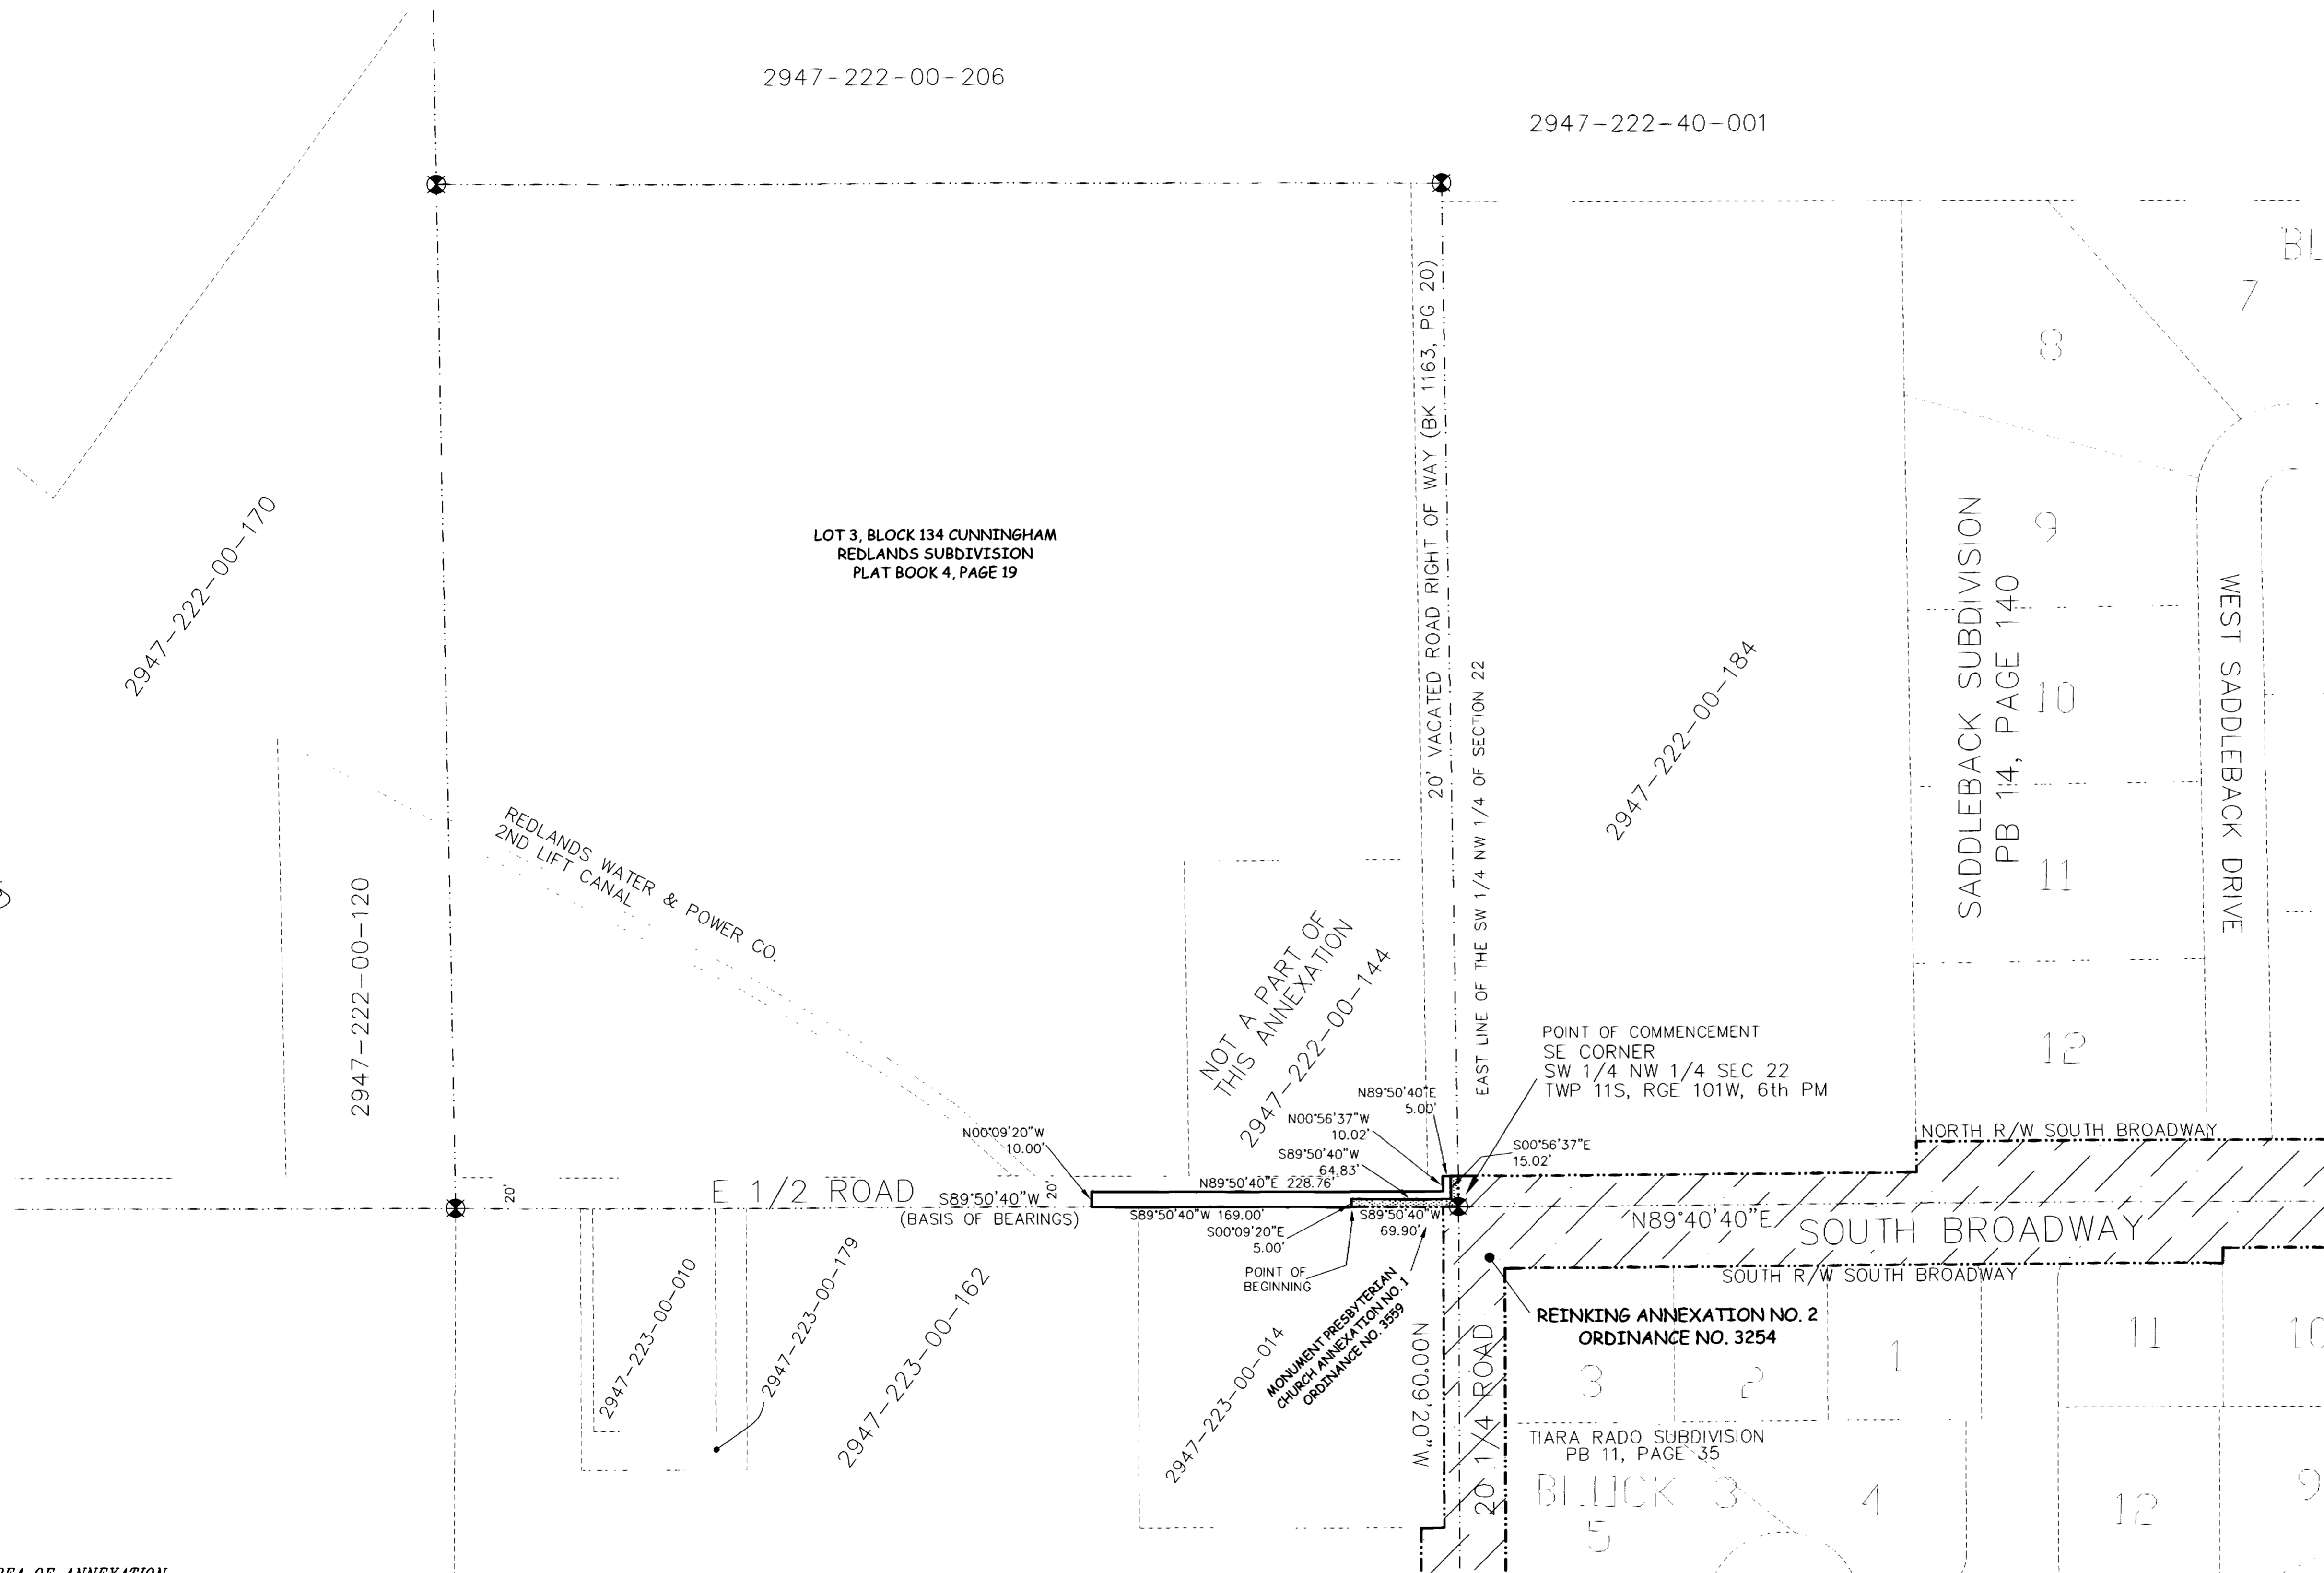 2947-222-00-206
2947-222-40-001
BL
7
8
2947-222-00-170
LOT 3, BLOCK 134 CUNNINGHAM
REDLANDS SUBDIVISION
PLAT BOOK 4, PAGE 19
20' VACATED ROAD RIGHT OF WAY (BK 1163, PG 20)
EAST LINE OF THE SW 1/4 NW 1/4 OF SECTION 22
2947-222-00-184
SADDLEBACK SUBDIVISION
PB 14, PAGE 140
9
10
11
12
WEST SADDLEBACK DRIVE
2947-222-00-120
REDLANDS WATER & POWER CO.
2ND LIFT CANAL
NOT A PART OF
THIS ANNEXATION
2947-222-00-144
POINT OF COMMENCEMENT
SE CORNER
SW 1/4 NW 1/4 SEC 22
TWP 11S, RGE 101W, 6th PM
N89°50'40"E
5.00'
N00°56'37"W
10.02'
S89°50'40"W
64.83'
S00°56'37"E
15.02'
N00°09'20"W
10.00'
N89°50'40"E 228.76'
NORTH R/W SOUTH BROADWAY
20'
E 1/2 ROAD
S89°50'40"W
20'
(BASIS OF BEARINGS)
S89°50'40"W 169.00'
S00°09'20"E
5.00'
S89°50'40"W
69.90'
POINT OF
BEGINNING
N89°40'40"E
SOUTH BROADWAY
SOUTH R/W SOUTH BROADWAY
2947-223-00-010
2947-223-00-179
2947-223-00-162
2947-223-00-014
MONUMENT PRESBYTERIAN
CHURCH ANNEXATION NO. 1
ORDINANCE NO. 3559
N00°09'20"W
20 1/4 ROAD
REINKING ANNEXATION NO. 2
ORDINANCE NO. 3254
3
2
1
11
10
TIARA RADO SUBDIVISION
PB 11, PAGE 35
BLOCK 3
5
4
12
9
AREA OF ANNEXATION